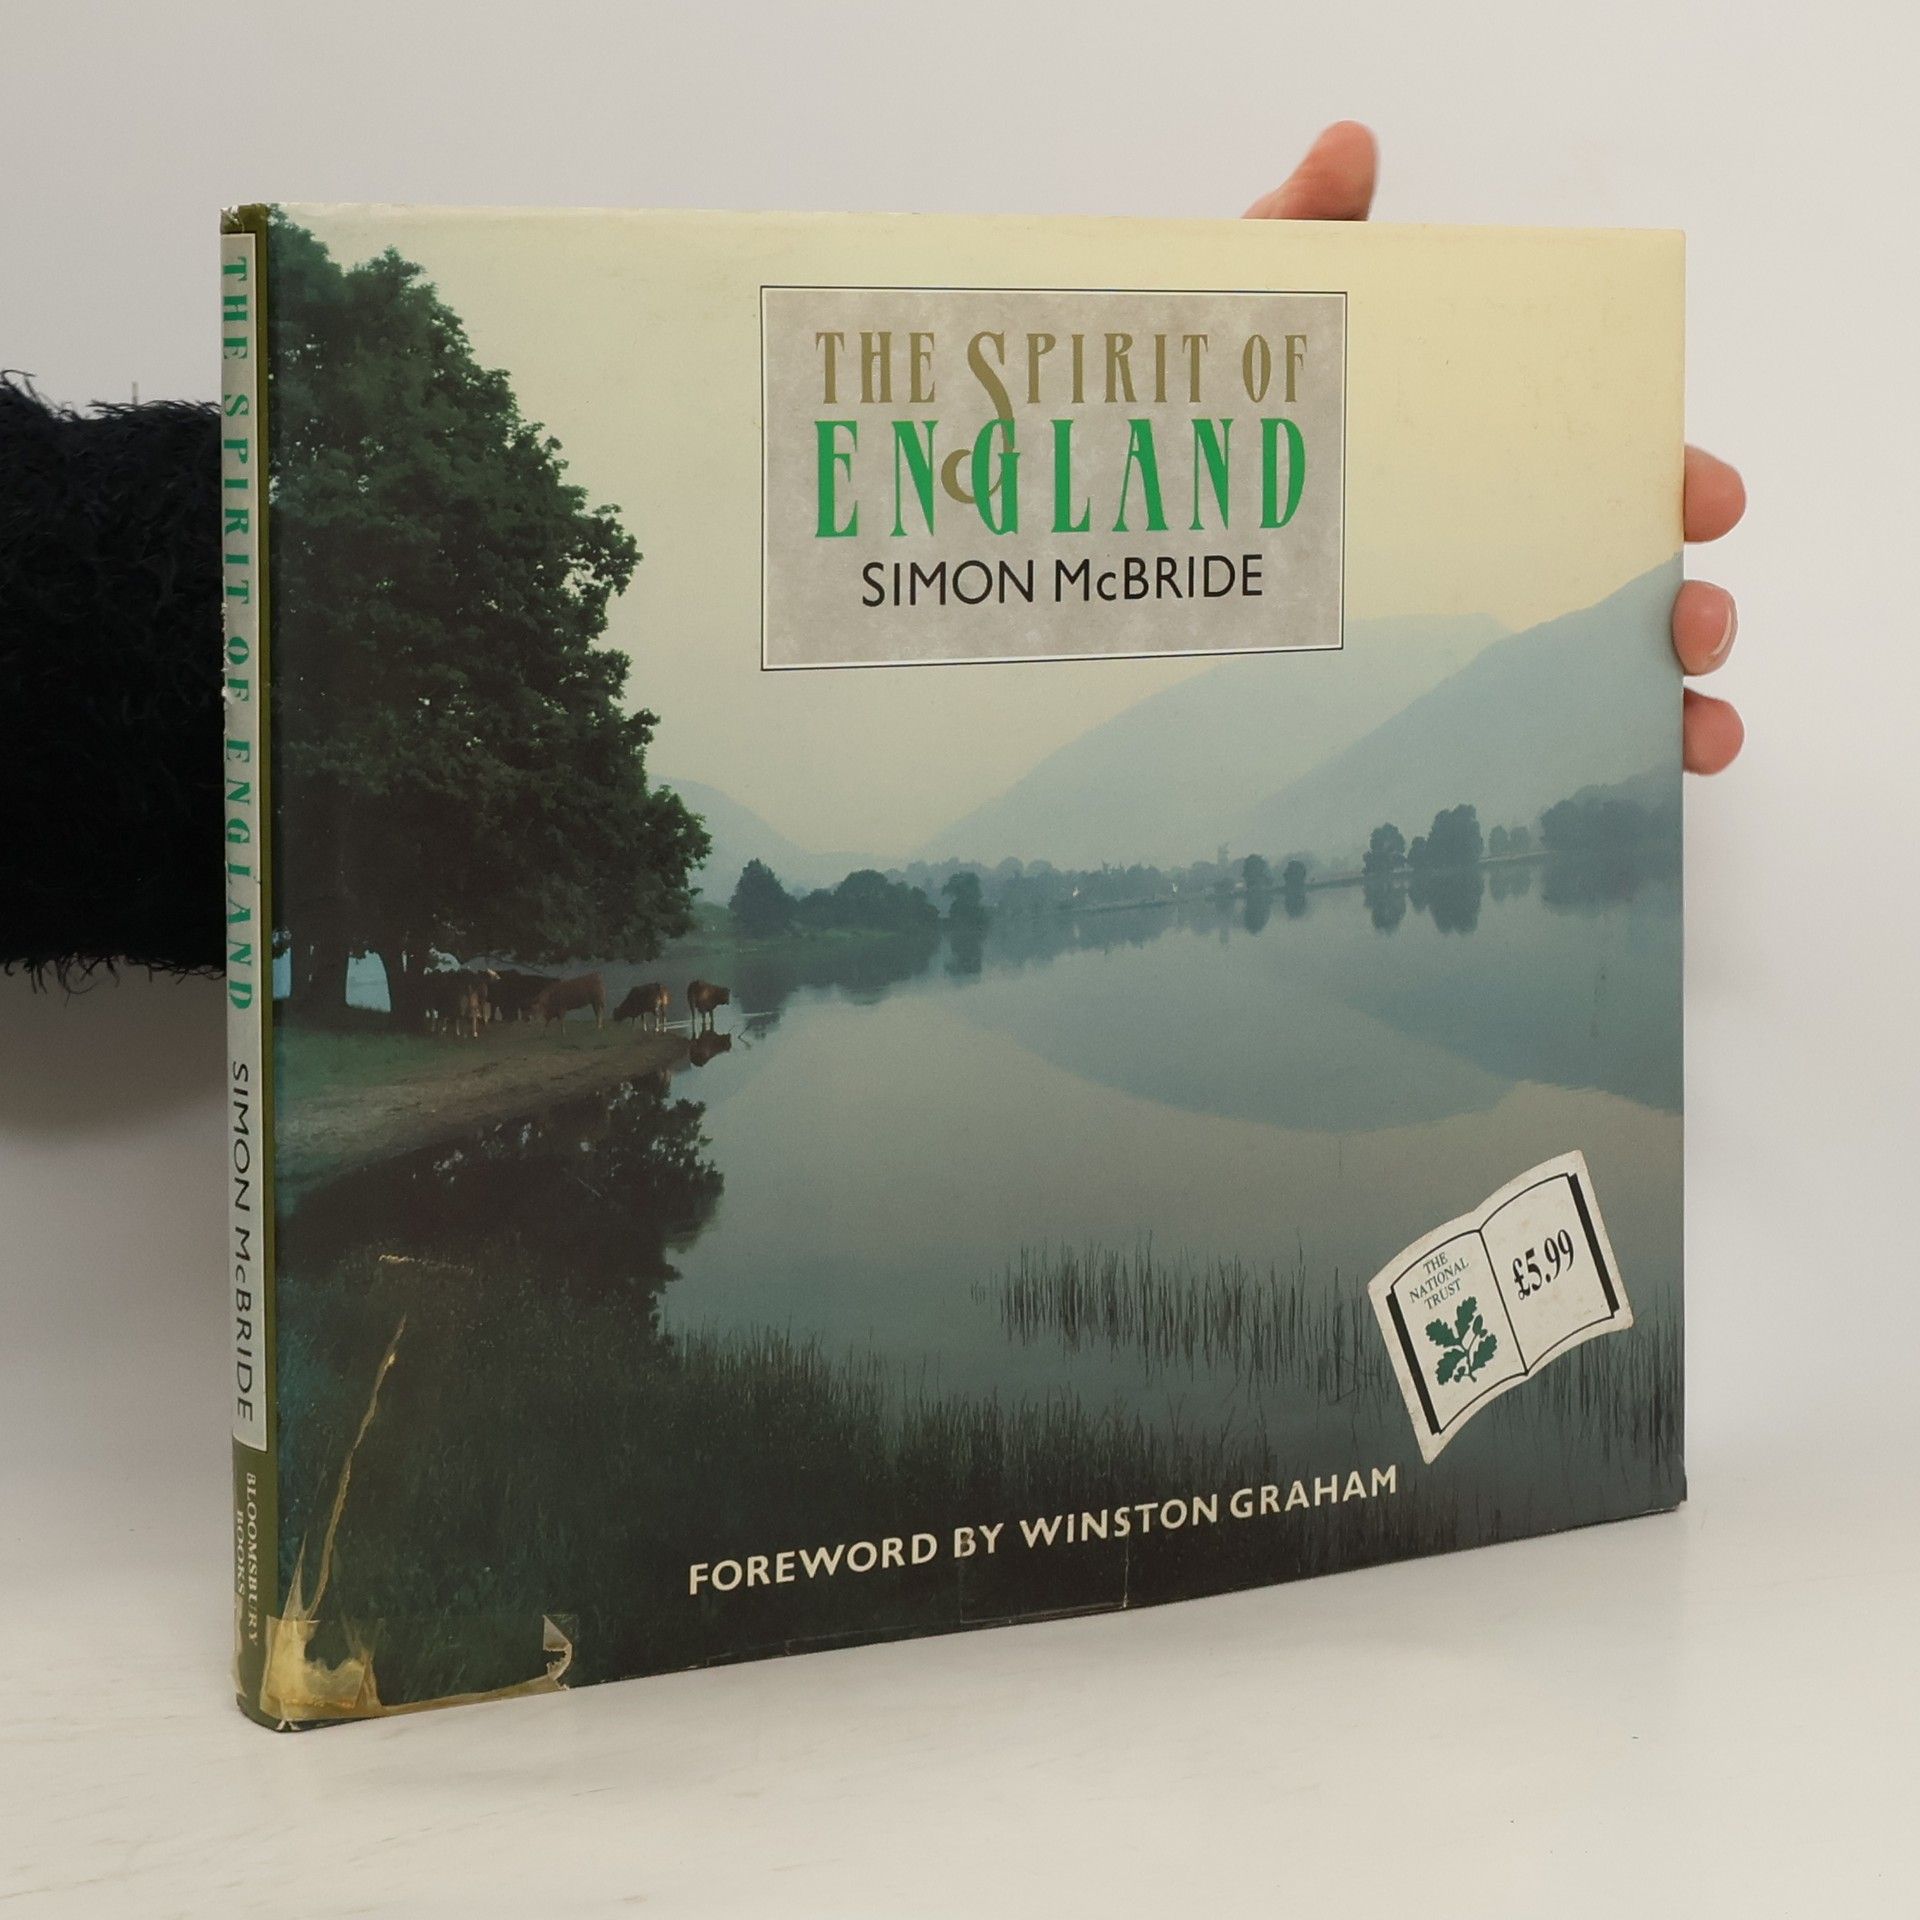 THE SPIRIT OF ENGLAND SIMON McBRIDE
BLOOMSBURY
BOOKS
THE SPIRIT OF
ENGLAND
SIMON McBRIDE
THE
NATIONAL
TRUST
£5.99
FOREWORD BY WINSTON GRAHAM